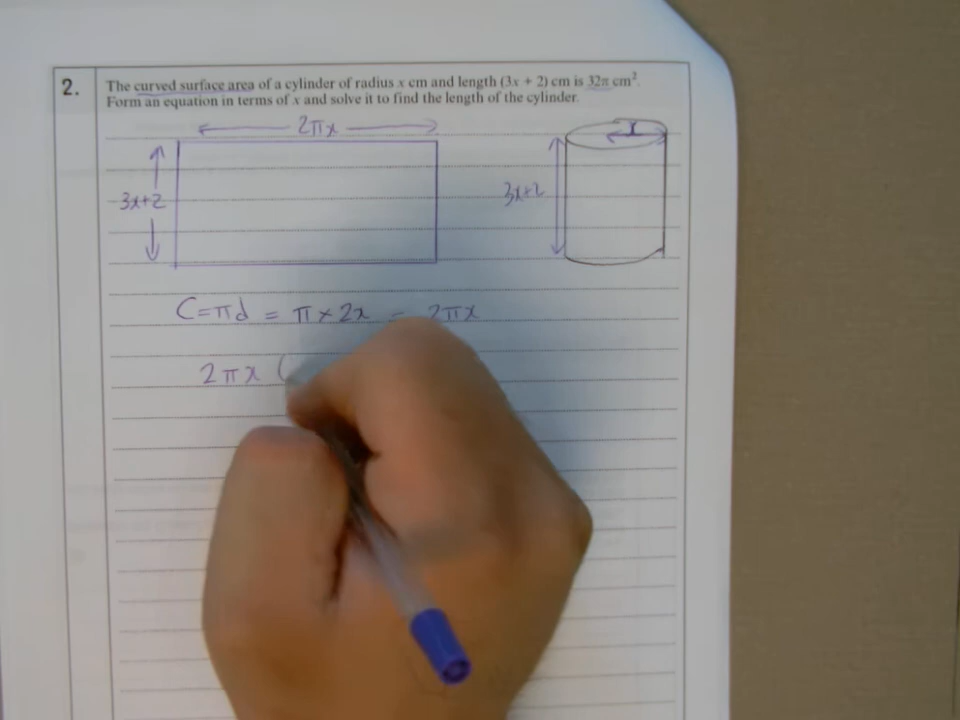 2. The curved surface area of a cylinder of radius x cm and length (3x + 2) cm is 32π cm².
Form an equation in terms of x and solve it to find the length of the cylinder.
2πx
x
3x+2
3x+2
C=πd = π×2x = 2πx
2πx (